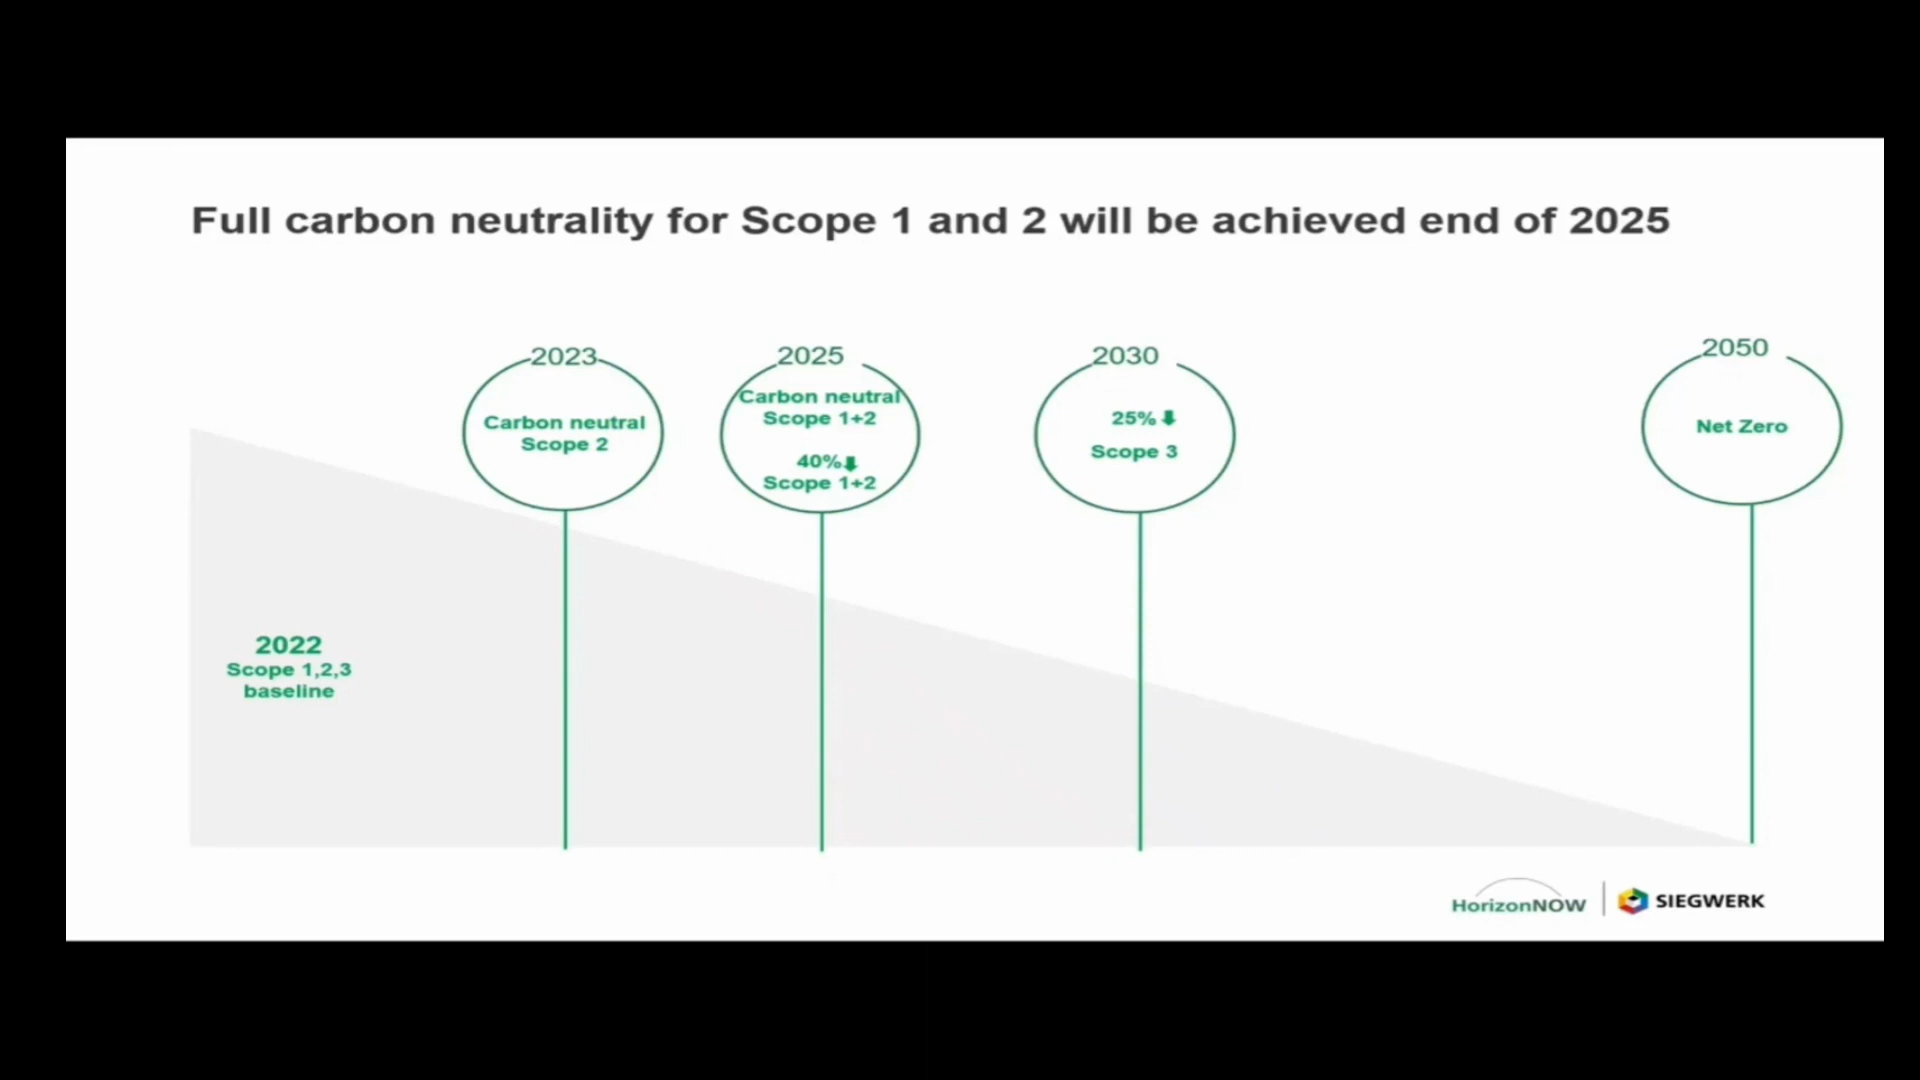 Full carbon neutrality for Scope 1 and 2 will be achieved end of 2025
2023
Carbon neutral
Scope 2
2025
Carbon neutral
Scope 1+2
40%
Scope 1+2
2030
25%
Scope 3
2050
Net Zero
2022
Scope 1,2,3
baseline
HorizonNOW
SIEGWERK